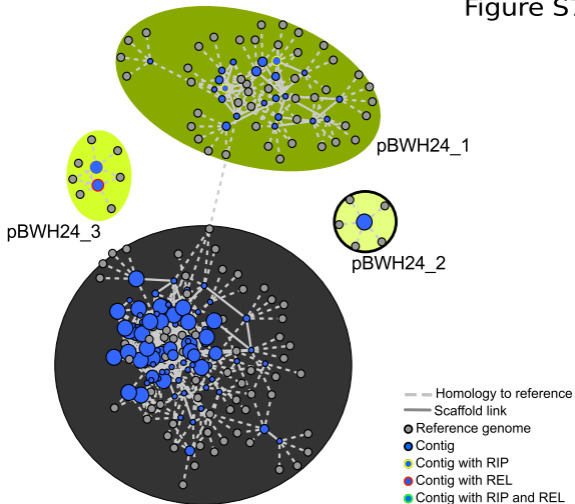 Figure S
pBWH24_1
pBWH24_3
pBWH24_2
Homology to reference
Scaffold link
Reference genome
Contig
Contig with RIP
Contig with REL
Contig with RIP and REL